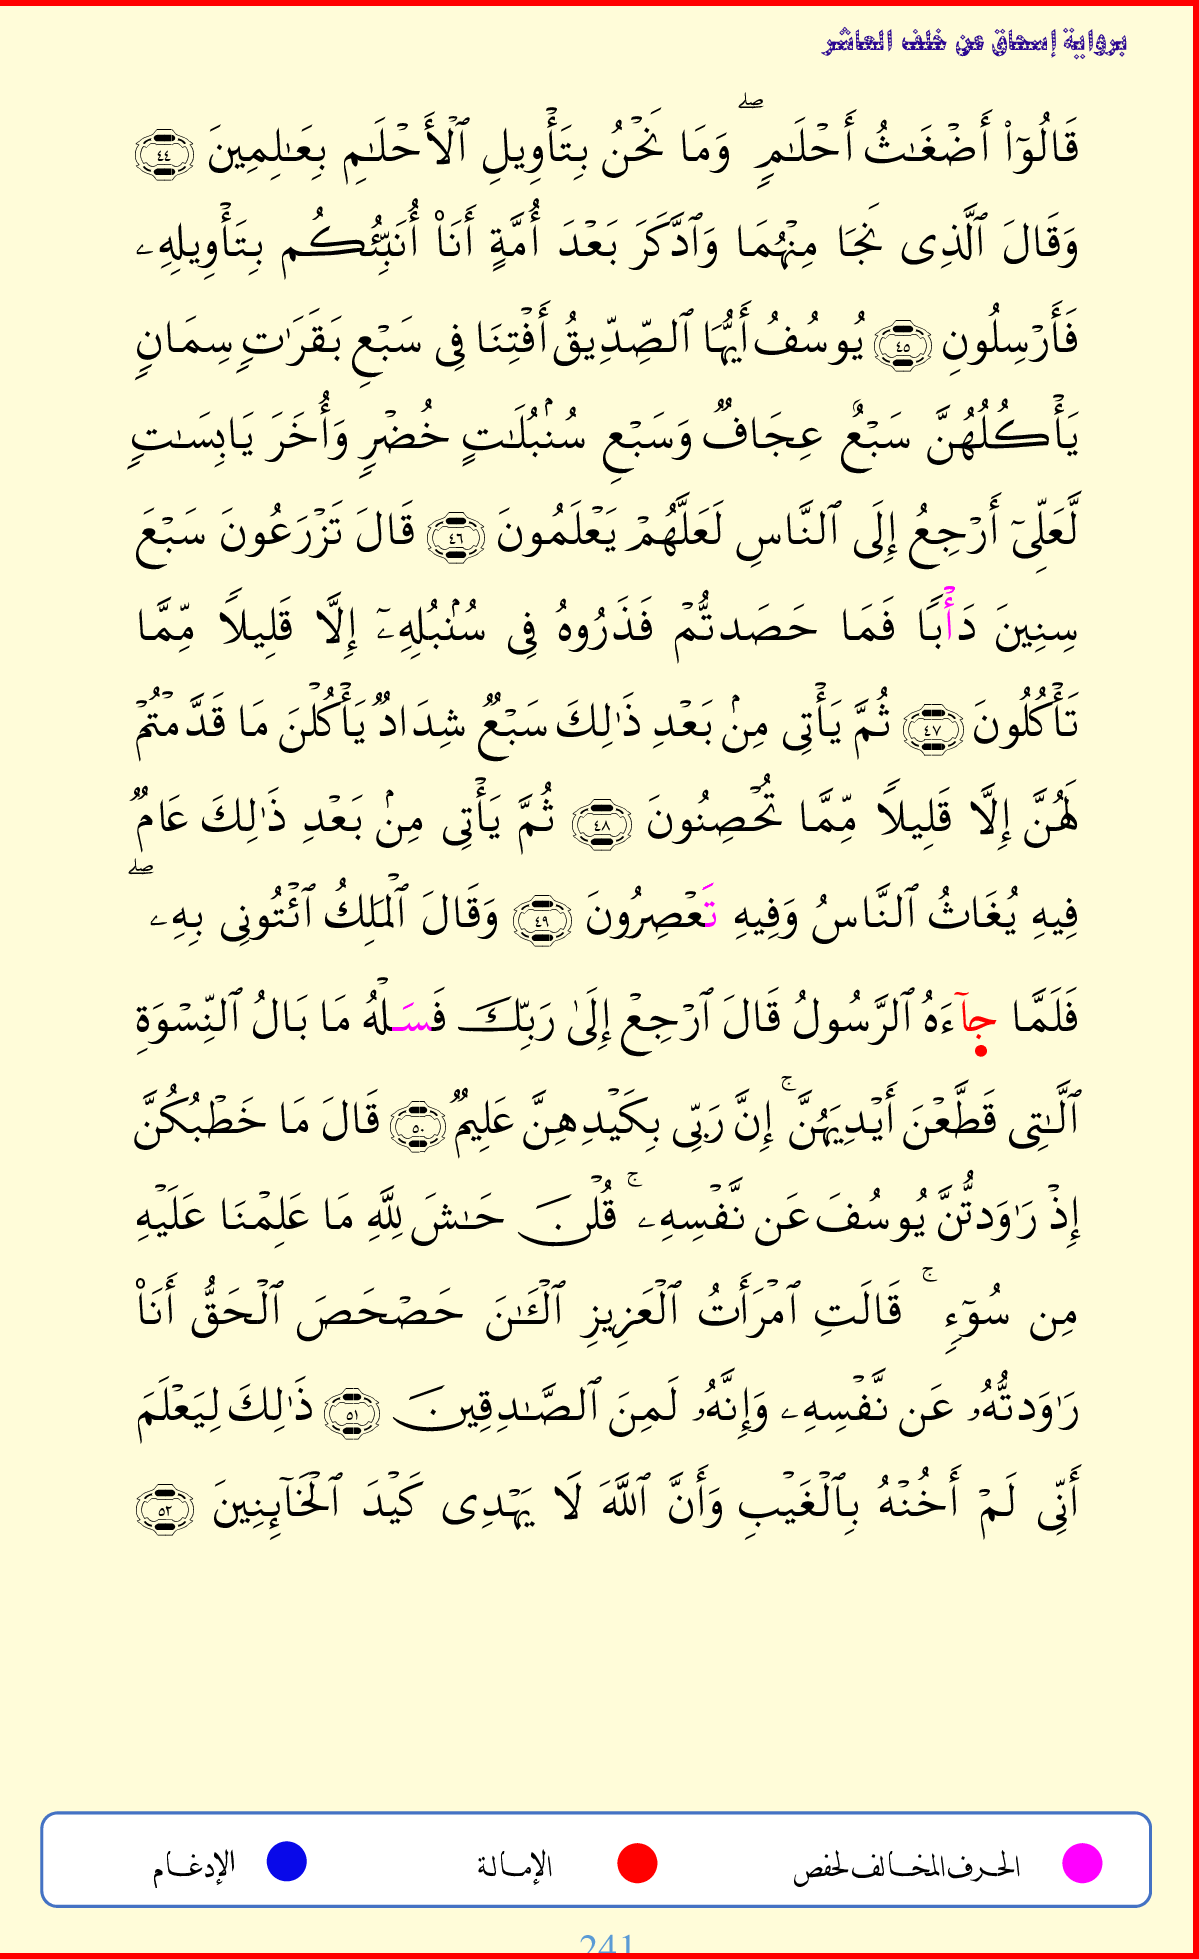 برواية إسحاق عن خلف العاشر
قَالُوٓاْ أَضْغَـٰثُ أَحْلَـٰمٍۖ وَمَا نَحْنُ بِتَأْوِيلِ ٱلْأَحْلَـٰمِ بِعَـٰلِمِينَ ٤٤
وَقَالَ ٱلَّذِى نَجَا مِنْهُمَا وَٱدَّكَرَ بَعْدَ أُمَّةٍ أَنَا۠ أُنَبِّئُكُم بِتَأْوِيلِهِۦ
فَأَرْسِلُونِ ٤٥ يُوسُفُ أَيُّهَا ٱلصِّدِّيقُ أَفْتِنَا فِى سَبْعِ بَقَرَٰتٍ سِمَانٍ
يَأْكُلُهُنَّ سَبْعٌ عِجَافٌ وَسَبْعِ سُنۢبُلَـٰتٍ خُضْرٍ وَأُخَرَ يَابِسَـٰتٍ
لَّعَلِّىٓ أَرْجِعُ إِلَى ٱلنَّاسِ لَعَلَّهُمْ يَعْلَمُونَ ٤٦ قَالَ تَزْرَعُونَ سَبْعَ
سِنِينَ دَأْبًا فَمَا حَصَدتُّمْ فَذَرُوهُ فِى سُنۢبُلِهِۦٓ إِلَّا قَلِيلًا مِّمَّا
تَأْكُلُونَ ٤٧ ثُمَّ يَأْتِى مِنۢ بَعْدِ ذَٰلِكَ سَبْعٌ شِدَادٌ يَأْكُلْنَ مَا قَدَّمْتُمْ
لَهُنَّ إِلَّا قَلِيلًا مِّمَّا تُحْصِنُونَ ٤٨ ثُمَّ يَأْتِى مِنۢ بَعْدِ ذَٰلِكَ عَامٌ
فِيهِ يُغَاثُ ٱلنَّاسُ وَفِيهِ تَعْصِرُونَ ٤٩ وَقَالَ ٱلْمَلِكُ ٱئْتُونِى بِهِۦۖ
فَلَمَّا جَآءَهُ ٱلرَّسُولُ قَالَ ٱرْجِعْ إِلَىٰ رَبِّكَ فَسَلْهُ مَا بَالُ ٱلنِّسْوَةِ
ٱلَّـٰتِى قَطَّعْنَ أَيْدِيَهُنَّۚ إِنَّ رَبِّى بِكَيْدِهِنَّ عَلِيمٌ ٥٠ قَالَ مَا خَطْبُكُنَّ
إِذْ رَٰوَدتُّنَّ يُوسُفَ عَن نَّفْسِهِۦۚ قُلْنَ حَـٰشَ لِلَّهِ مَا عَلِمْنَا عَلَيْهِ
مِن سُوٓءٍۚ قَالَتِ ٱمْرَأَتُ ٱلْعَزِيزِ ٱلْـَٔـٰنَ حَصْحَصَ ٱلْحَقُّ أَنَا۠
رَٰوَدتُّهُۥ عَن نَّفْسِهِۦ وَإِنَّهُۥ لَمِنَ ٱلصَّـٰدِقِينَ ٥١ ذَٰلِكَ لِيَعْلَمَ
أَنِّى لَمْ أَخُنْهُ بِٱلْغَيْبِ وَأَنَّ ٱللَّهَ لَا يَهْدِى كَيْدَ ٱلْخَآئِنِينَ ٥٢
الحرف المخالف لحفص الإمالة الإدغام
241